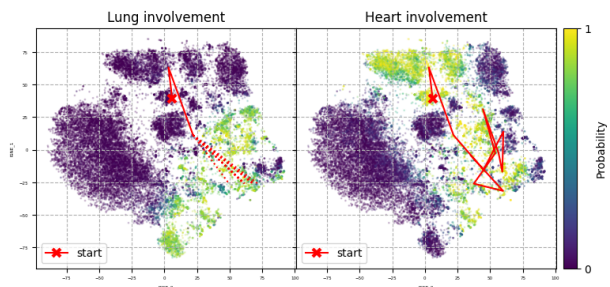 Lung involvement
Heart involvement
75
50
25
0
−25
−50
−75
start
start
−75 −50 −25 0 25 50 75
−75 −50 −25 0 25 50 75 100
1
Probability
0